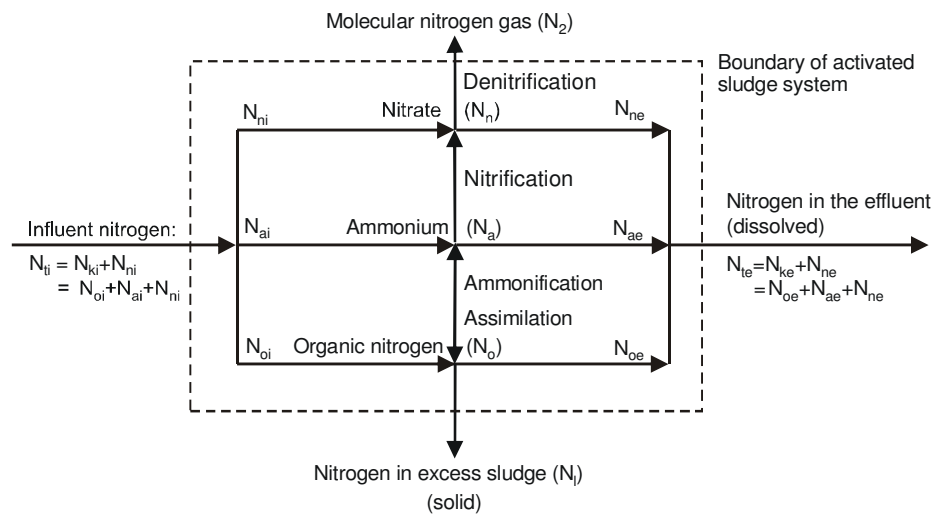 Molecular nitrogen gas (N₂)
Boundary of activated
sludge system
Denitrification
Nₙᵢ
Nitrate
(Nₙ)
Nₙₑ
Nitrification
Influent nitrogen:
Nₐᵢ
Ammonium
(Nₐ)
Nₐₑ
Nitrogen in the effluent
(dissolved)
Nₜᵢ = Nₖᵢ+Nₙᵢ
= Nₒᵢ+Nₐᵢ+Nₙᵢ
Nₜₑ=Nₖₑ+Nₙₑ
=Nₒₑ+Nₐₑ+Nₙₑ
Ammonification
Assimilation
Nₒᵢ
Organic nitrogen
(Nₒ)
Nₒₑ
Nitrogen in excess sludge (Nₗ)
(solid)